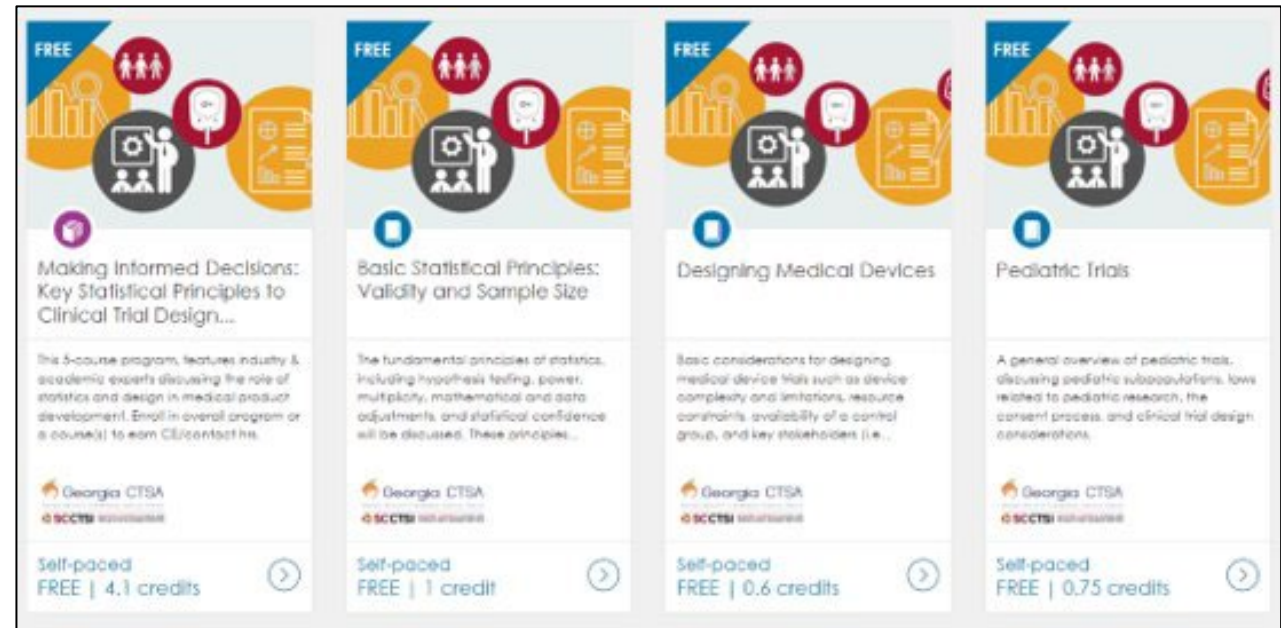 FREE
Making Informed Decisions:
Key Statistical Principles to
Clinical Trial Design...
This 5-course program, features industry &
academic experts discussing the role of
statistics and design in medical product
development. Enroll in overall program or
a course(s) to earn CE/contact hrs.
Georgia CTSA
SC CTSI
Self-paced
FREE | 4.1 credits
FREE
Basic Statistical Principles:
Validity and Sample Size
The fundamental principles of statistics,
including hypothesis testing, power,
multiplicity, mathematical and data
adjustments, and statistical confidence
will be discussed. These principles...
Georgia CTSA
SC CTSI
Self-paced
FREE | 1 credit
FREE
Designing Medical Devices
Basic considerations for designing
medical device trials such as device
complexity and limitations, resource
constraints, availability of a control
group, and key stakeholders (i.e...
Georgia CTSA
SC CTSI
Self-paced
FREE | 0.6 credits
FREE
Pediatric Trials
A general overview of pediatric trials,
discussing pediatric subpopulations, laws
related to pediatric research, the
consent process, and clinical trial design
considerations.
Georgia CTSA
SC CTSI
Self-paced
FREE | 0.75 credits